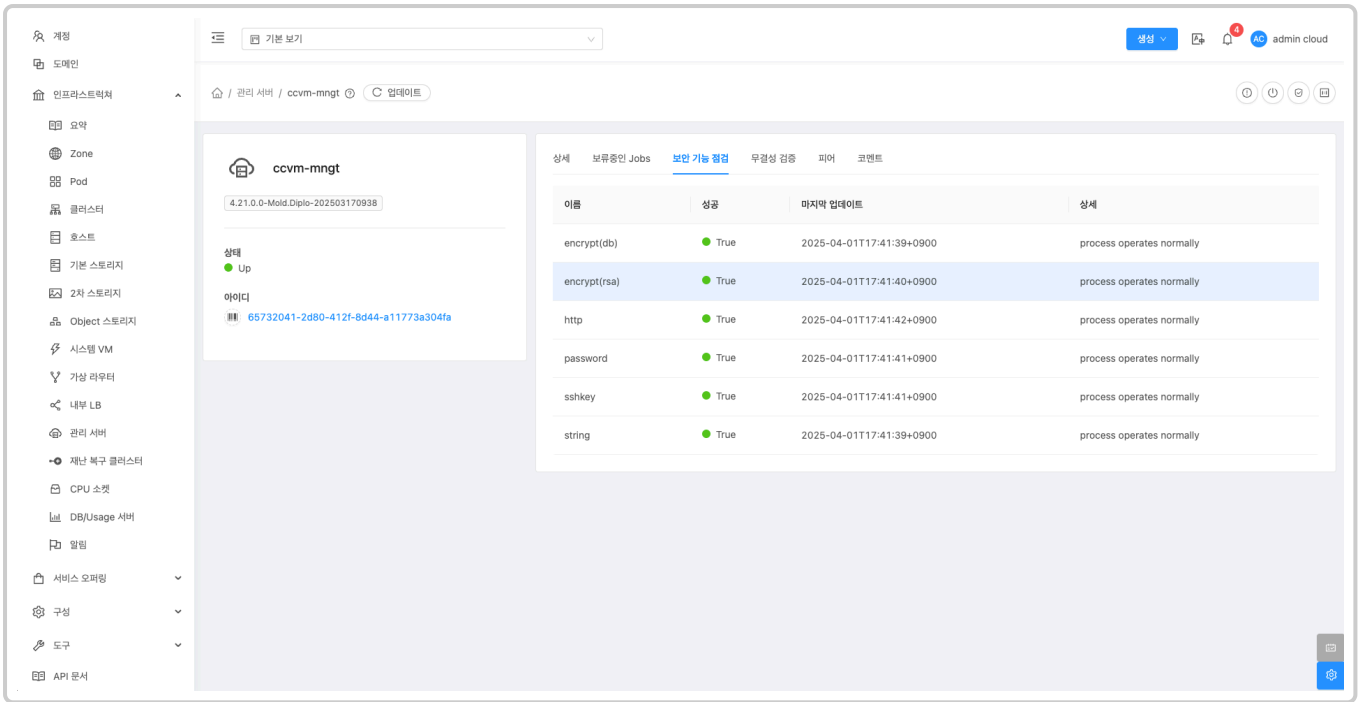 계정
도메인
인프라스트럭쳐
요약
Zone
Pod
클러스터
호스트
기본 스토리지
2차 스토리지
Object 스토리지
시스템 VM
가상 라우터
내부 LB
관리 서버
재난 복구 클러스터
CPU 소켓
DB/Usage 서버
알림
서비스 오퍼링
구성
도구
API 문서
기본 보기
생성
4
AC admin cloud
/ 관리 서버 / ccvm-mngt 업데이트
ccvm-mngt
4.21.0.0-Mold.Diplo-202503170938
상태
Up
아이디
65732041-2d80-412f-8d44-a11773a304fa
상세 보류중인 Jobs 보안 기능 점검 무결성 검증 피어 코멘트
이름 성공 마지막 업데이트 상세
encrypt(db) True 2025-04-01T17:41:39+0900 process operates normally
encrypt(rsa) True 2025-04-01T17:41:40+0900 process operates normally
http True 2025-04-01T17:41:42+0900 process operates normally
password True 2025-04-01T17:41:41+0900 process operates normally
sshkey True 2025-04-01T17:41:41+0900 process operates normally
string True 2025-04-01T17:41:39+0900 process operates normally